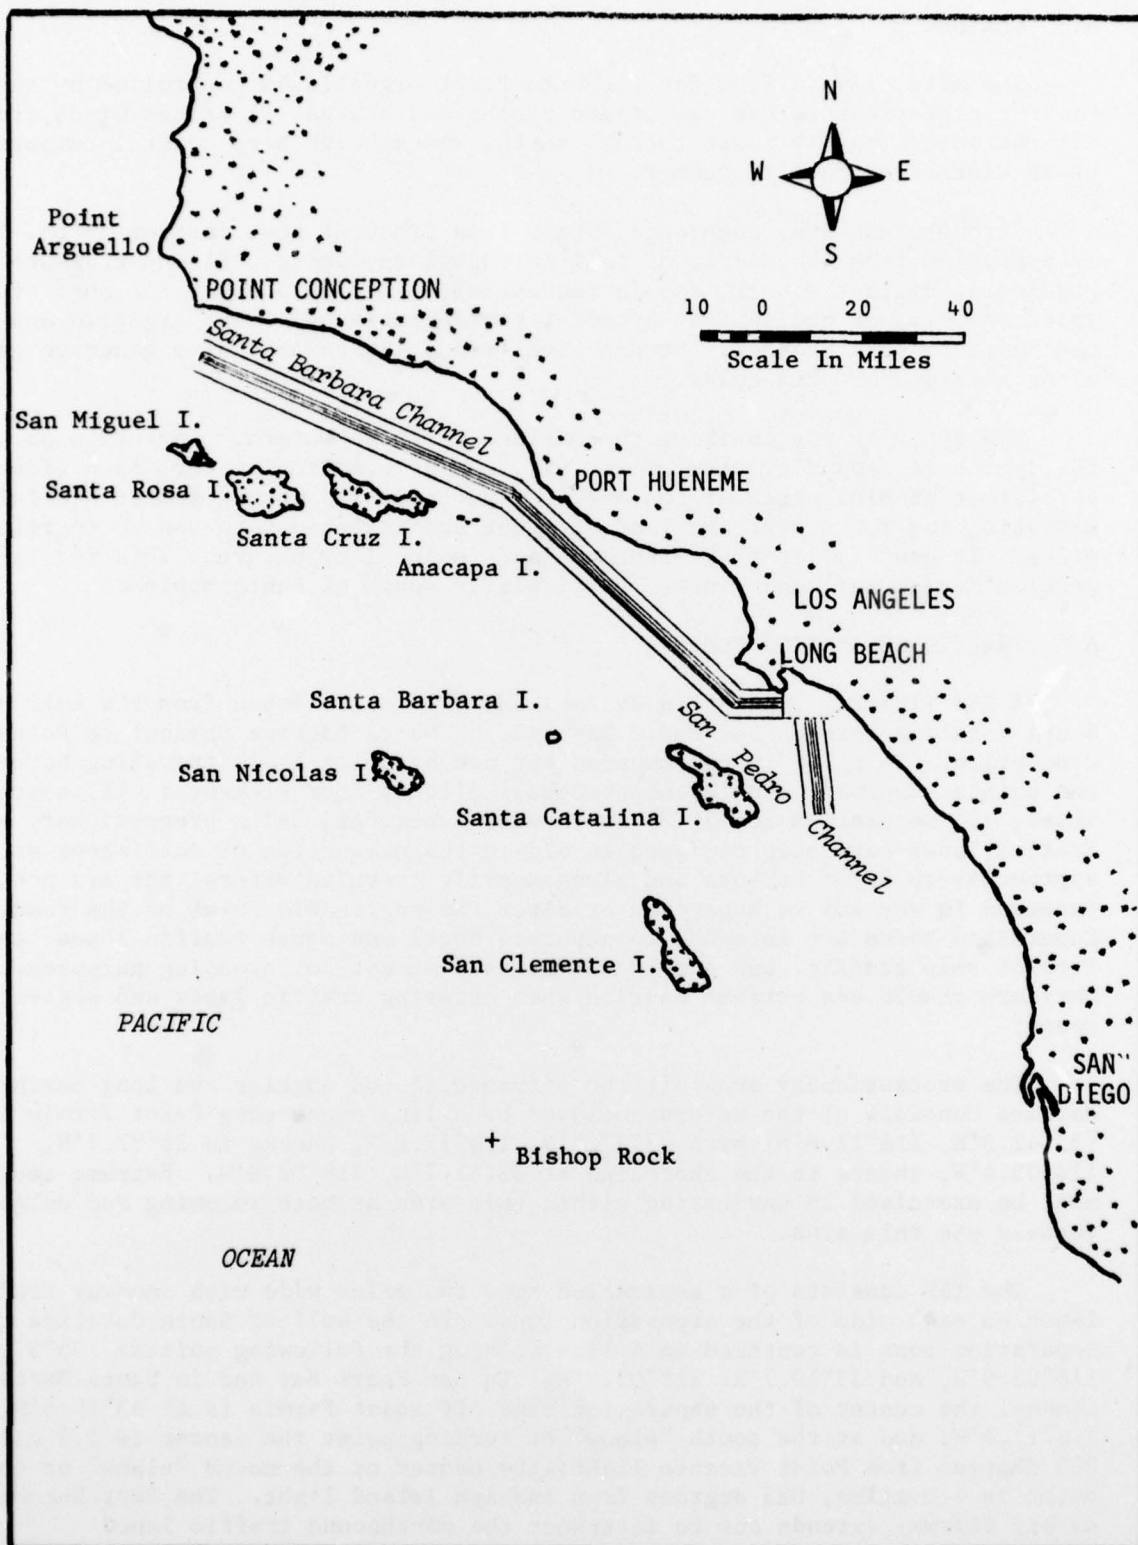 N
W E
S
Point
Arguello
POINT CONCEPTION
10 0 20 40
Scale In Miles
Santa Barbara Channel
San Miguel I.
Santa Rosa I.
PORT HUENEME
Santa Cruz I.
Anacapa I.
LOS ANGELES
LONG BEACH
Santa Barbara I.
San Pedro Channel
San Nicolas I.
Santa Catalina I.
San Clemente I.
PACIFIC
SAN
DIEGO
+
Bishop Rock
OCEAN